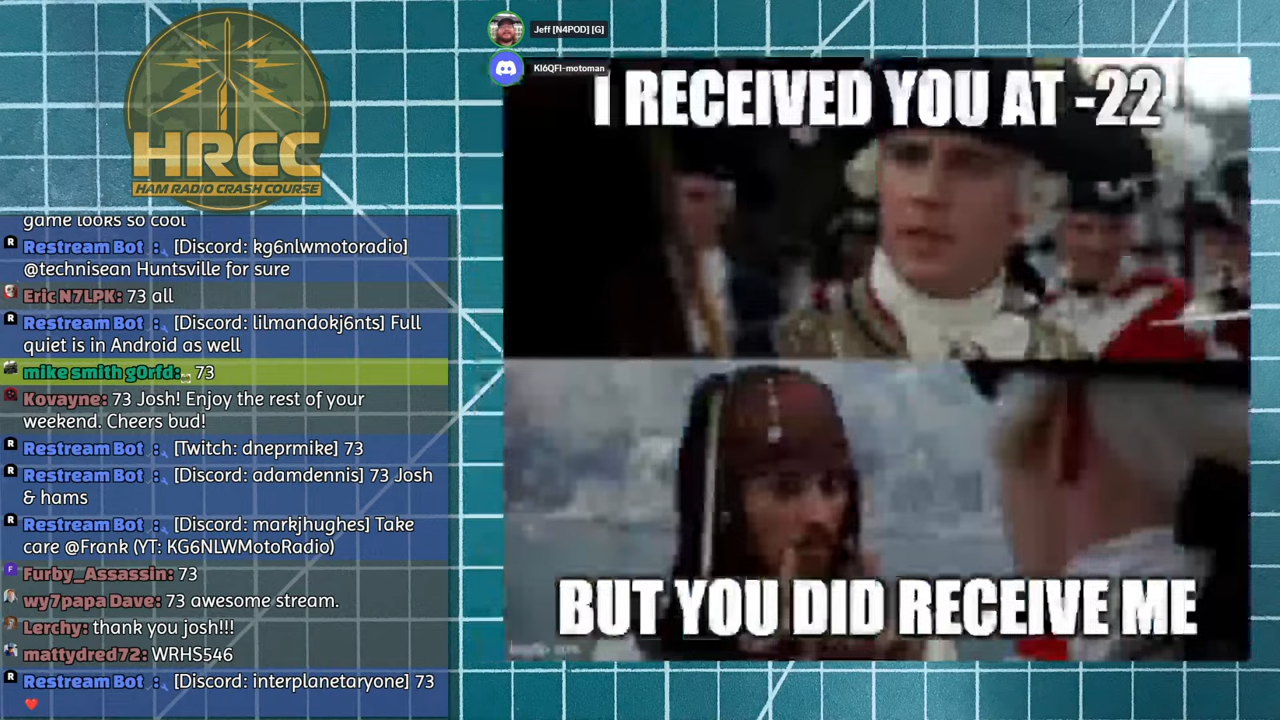 HRCC
HAM RADIO CRASH COURSE
game looks so cool
Restream Bot : [Discord: kg6nlwmotoradio]
@technisean Huntsville for sure
Eric N7LPK: 73 all
Restream Bot : [Discord: lilmandokj6nts] Full
quiet is in Android as well
mike smith g0rfd: 73
Kovayne: 73 Josh! Enjoy the rest of your
weekend. Cheers bud!
Restream Bot : [Twitch: dneprmike] 73
Restream Bot : [Discord: adamdennis] 73 Josh
& hams
Restream Bot : [Discord: markjhughes] Take
care @Frank (YT: KG6NLWMotoRadio)
Furby_Assassin: 73
wy7papa Dave: 73 awesome stream.
Lerchy: thank you josh!!!
mattydred72: WRHS546
Restream Bot : [Discord: interplanetaryone] 73
❤️
Jeff [N4POD] [G]
KI6QFI-motoman
I RECEIVED YOU AT -22
BUT YOU DID RECEIVE ME